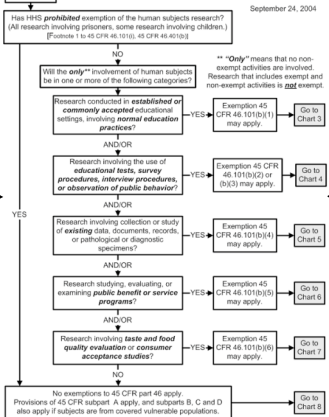 September 24, 2004
Has HHS prohibited exemption of the human subjects research?
(All research involving prisoners, some research involving children.)
[Footnote 1 to 45 CFR 46.101(i), 45 CFR 46.401(b)]
NO
Will the only** involvement of human subjects
be in one or more of the following categories?
** "Only" means that no non-
exempt activities are involved.
Research that includes exempt and
non-exempt activities is not exempt.
Research conducted in established or
commonly accepted educational
settings, involving normal education
practices?
YES
Exemption 45
CFR 46.101(b)(1)
may apply.
Go to
Chart 3
AND/OR
Research involving the use of
educational tests, survey
procedures, interview procedures,
or observation of public behavior?
YES
Exemption 45 CFR
46.101(b)(2) or
(b)(3) may apply.
Go to
Chart 4
AND/OR
YES
Research involving collection or study
of existing data, documents, records,
or pathological or diagnostic
specimens?
YES
Exemption 45
CFR 46.101(b)(4)
may apply.
Go to
Chart 5
AND/OR
Research studying, evaluating, or
examining public benefit or service
programs?
YES
Exemption 45
CFR 46.101(b)(5)
may apply.
Go to
Chart 6
AND/OR
Research involving taste and food
quality evaluation or consumer
acceptance studies?
YES
Exemption 45
CFR 46.101(b)(6)
may apply.
Go to
Chart 7
NO
No exemptions to 45 CFR part 46 apply.
Provisions of 45 CFR subpart A apply, and subparts B, C and D
also apply if subjects are from covered vulnerable populations.
Go to
Chart 8